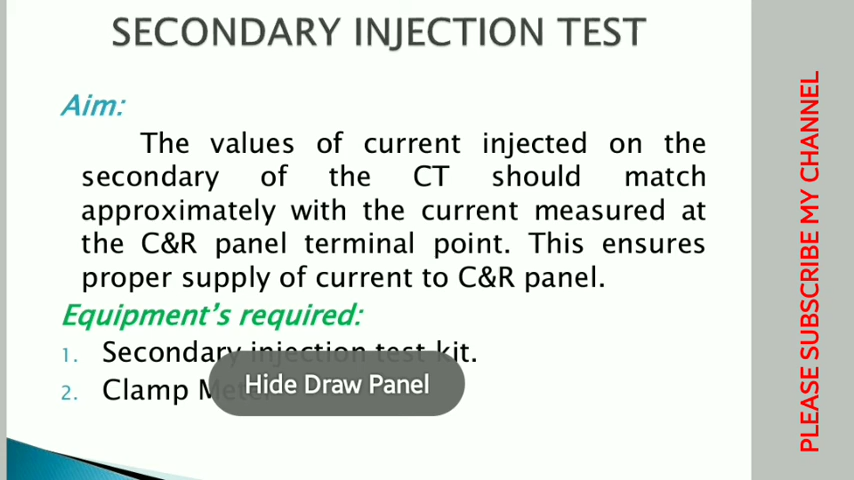 SECONDARY INJECTION TEST
Aim:
The values of current injected on the
secondary of the CT should match
approximately with the current measured at
the C&R panel terminal point. This ensures
proper supply of current to C&R panel.
Equipment's required:
1. Secondary injection test kit.
2. Clamp Meter
Hide Draw Panel
PLEASE SUBSCRIBE MY CHANNEL